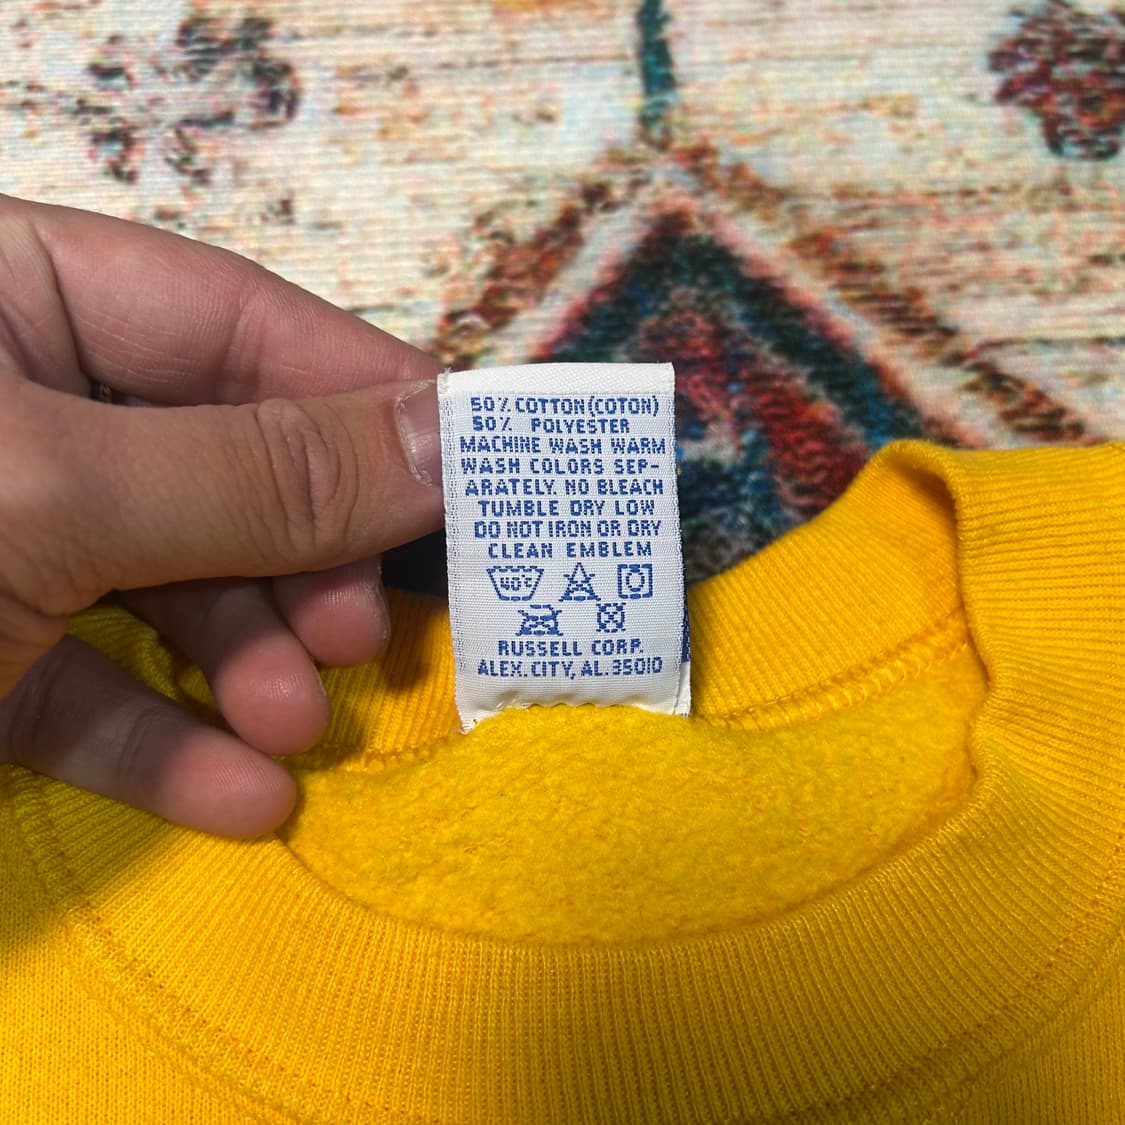 50% COTTON (COTON)
50% POLYESTER
MACHINE WASH WARM
WASH COLORS SEP-
ARATELY. NO BLEACH
TUMBLE DRY LOW
DO NOT IRON OR DRY
CLEAN EMBLEM
40°C
RUSSELL CORP.
ALEX. CITY, AL. 35010